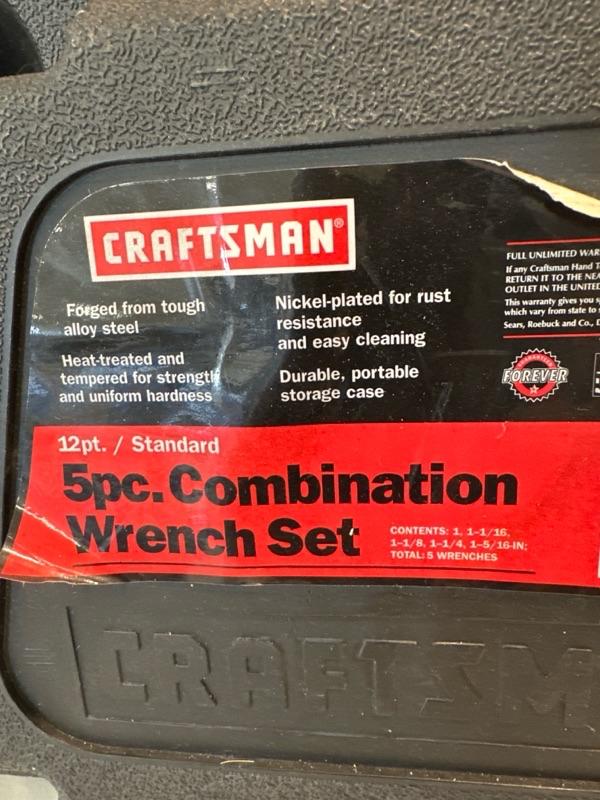 CRAFTSMAN®
Forged from tough
alloy steel
Heat-treated and
tempered for strength
and uniform hardness
Nickel-plated for rust
resistance
and easy cleaning
Durable, portable
storage case
FULL UNLIMITED WAR
If any Craftsman Hand T
RETURN IT TO THE NEA
OUTLET IN THE UNITED
This warranty gives you s
which vary from state to
Sears, Roebuck and Co., D
GUARANTEED
FOREVER
12pt. / Standard
5pc. Combination
Wrench Set
CONTENTS: 1, 1-1/16,
1-1/8, 1-1/4, 1-5/16-IN;
TOTAL: 5 WRENCHES
CRAFTSM